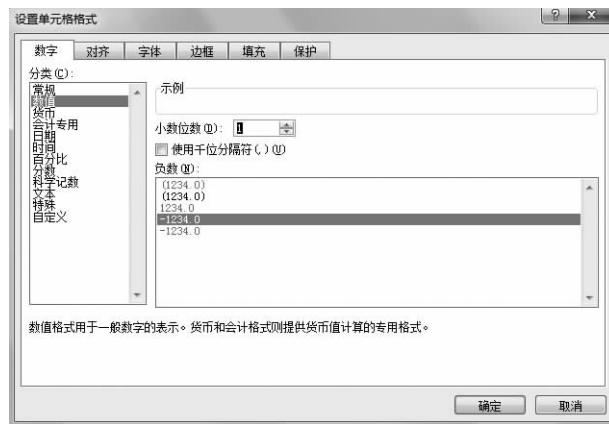 设置单元格格式
数字 对齐 字体 边框 填充 保护
分类(C):
常规
数值
货币
会计专用
日期
时间
百分比
分数
科学记数
文本
特殊
自定义
示例
小数位数(D): 1
使用千位分隔符(,)(U)
负数(N):
(1234.0)
(1234.0)
1234.0
-1234.0
-1234.0
数值格式用于一般数字的表示。货币和会计格式则提供货币值计算的专用格式。
确定 取消